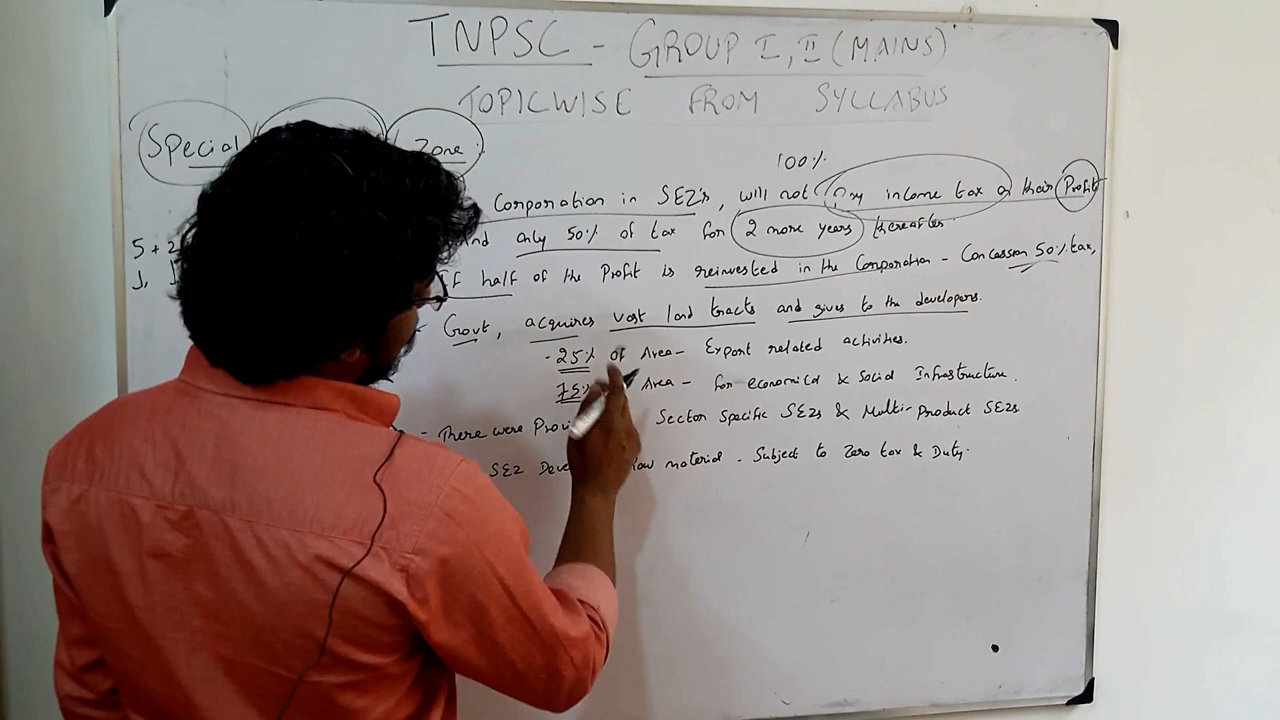 TNPSC - GROUP I, II (MAINS)
TOPICWISE FROM SYLLABUS
Special Zone
100%
Corporation in SEZ's, will not pay income tax on their Profit
and only 50% of tax for 2 more years thereafter.
5 + 2
If half of the Profit is reinvested in the Corporation - Concession 50% tax,
- Govt, acquires vast land tracts and gives to the developers.
- 25% of Area - Export related activities.
75% Area - for economical & Social Infrastructure.
- There were Sector Specific SEZs & Multi-Product SEZs
SEZ material - Subject to Zero tax & Duty.